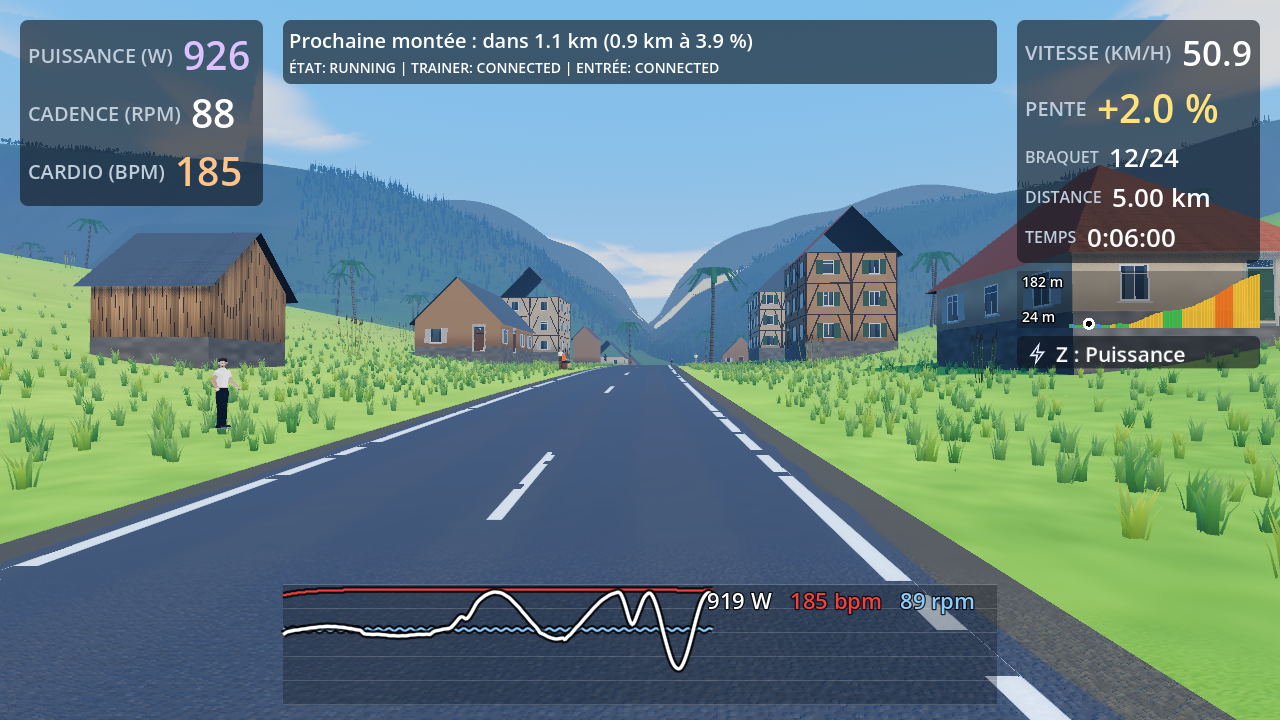 PUISSANCE (W) 926
CADENCE (RPM) 88
CARDIO (BPM) 185
Prochaine montée : dans 1.1 km (0.9 km à 3.9 %)
ÉTAT: RUNNING | TRAINER: CONNECTED | ENTRÉE: CONNECTED
VITESSE (KM/H) 50.9
PENTE +2.0 %
BRAQUET 12/24
DISTANCE 5.00 km
TEMPS 0:06:00
182 m
24 m
Z : Puissance
919 W 185 bpm 89 rpm